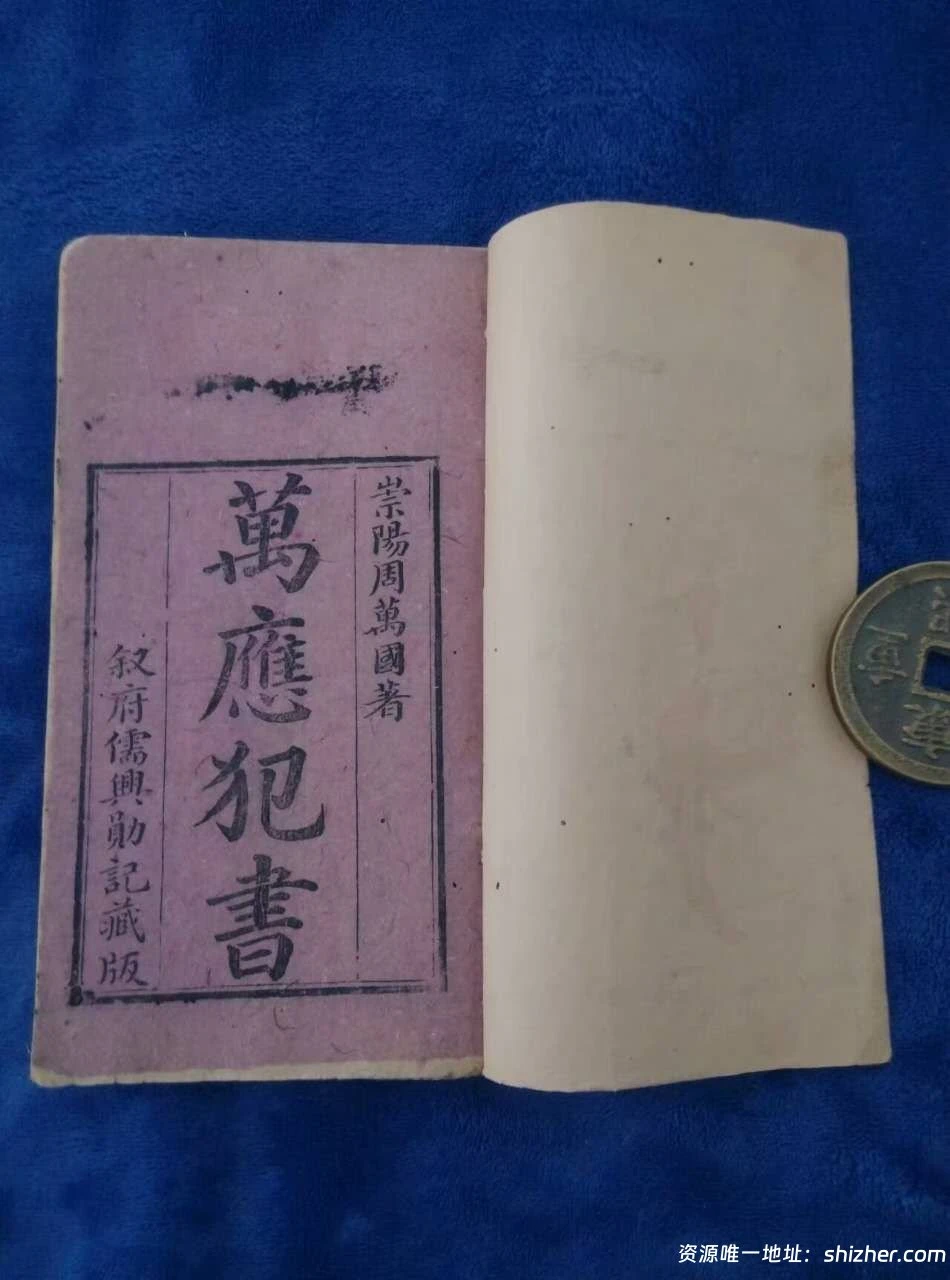 崇陽周萬國著
萬應犯書
叙府儒興勛記藏版
资源唯一地址：shizher.com